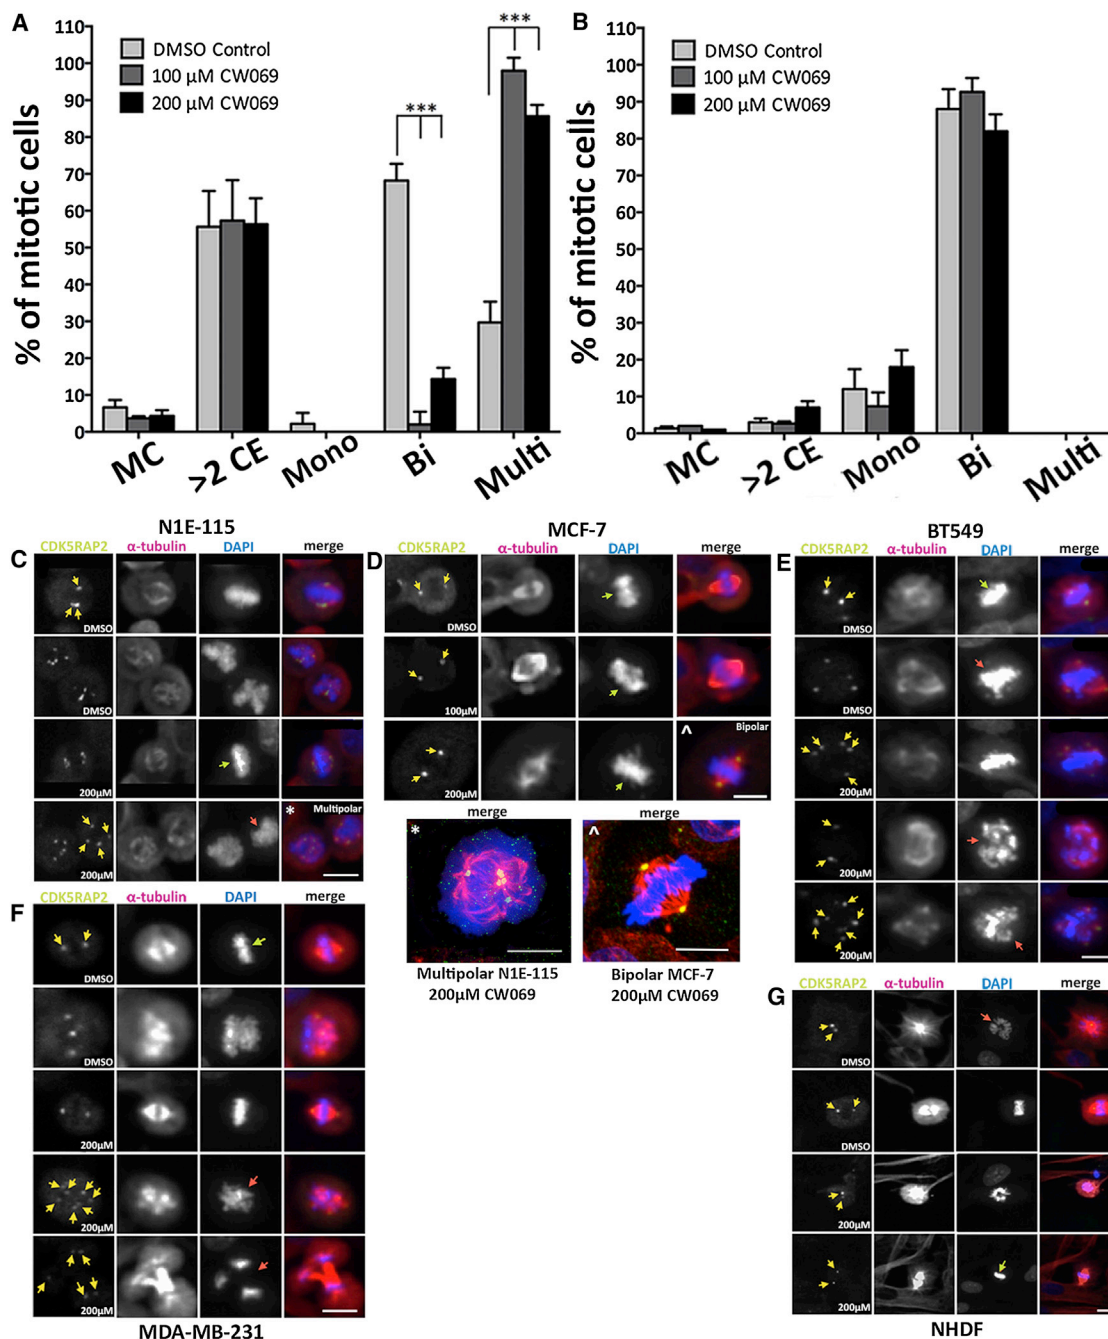 A
% of mitotic cells
110
100
90
80
70
60
50
40
30
20
10
0
DMSO Control
100 µM CW069
200 µM CW069
***
***
MC
>2 CE
Mono
Bi
Multi
B
% of mitotic cells
110
100
90
80
70
60
50
40
30
20
10
0
DMSO Control
100 µM CW069
200 µM CW069
MC
>2 CE
Mono
Bi
Multi
N1E-115
C
CDK5RAP2 α-tubulin DAPI merge
DMSO
DMSO
200µM
* Multipolar
200µM
MCF-7
D
CDK5RAP2 α-tubulin DAPI merge
DMSO
100µM
^ Bipolar
200µM
merge
*
Multipolar N1E-115
200µM CW069
merge
^
Bipolar MCF-7
200µM CW069
BT549
E
CDK5RAP2 α-tubulin DAPI merge
DMSO
DMSO
200µM
200µM
200µM
F
CDK5RAP2 α-tubulin DAPI merge
DMSO
DMSO
200µM
200µM
200µM
MDA-MB-231
G
CDK5RAP2 α-tubulin DAPI merge
DMSO
DMSO
200µM
200µM
NHDF